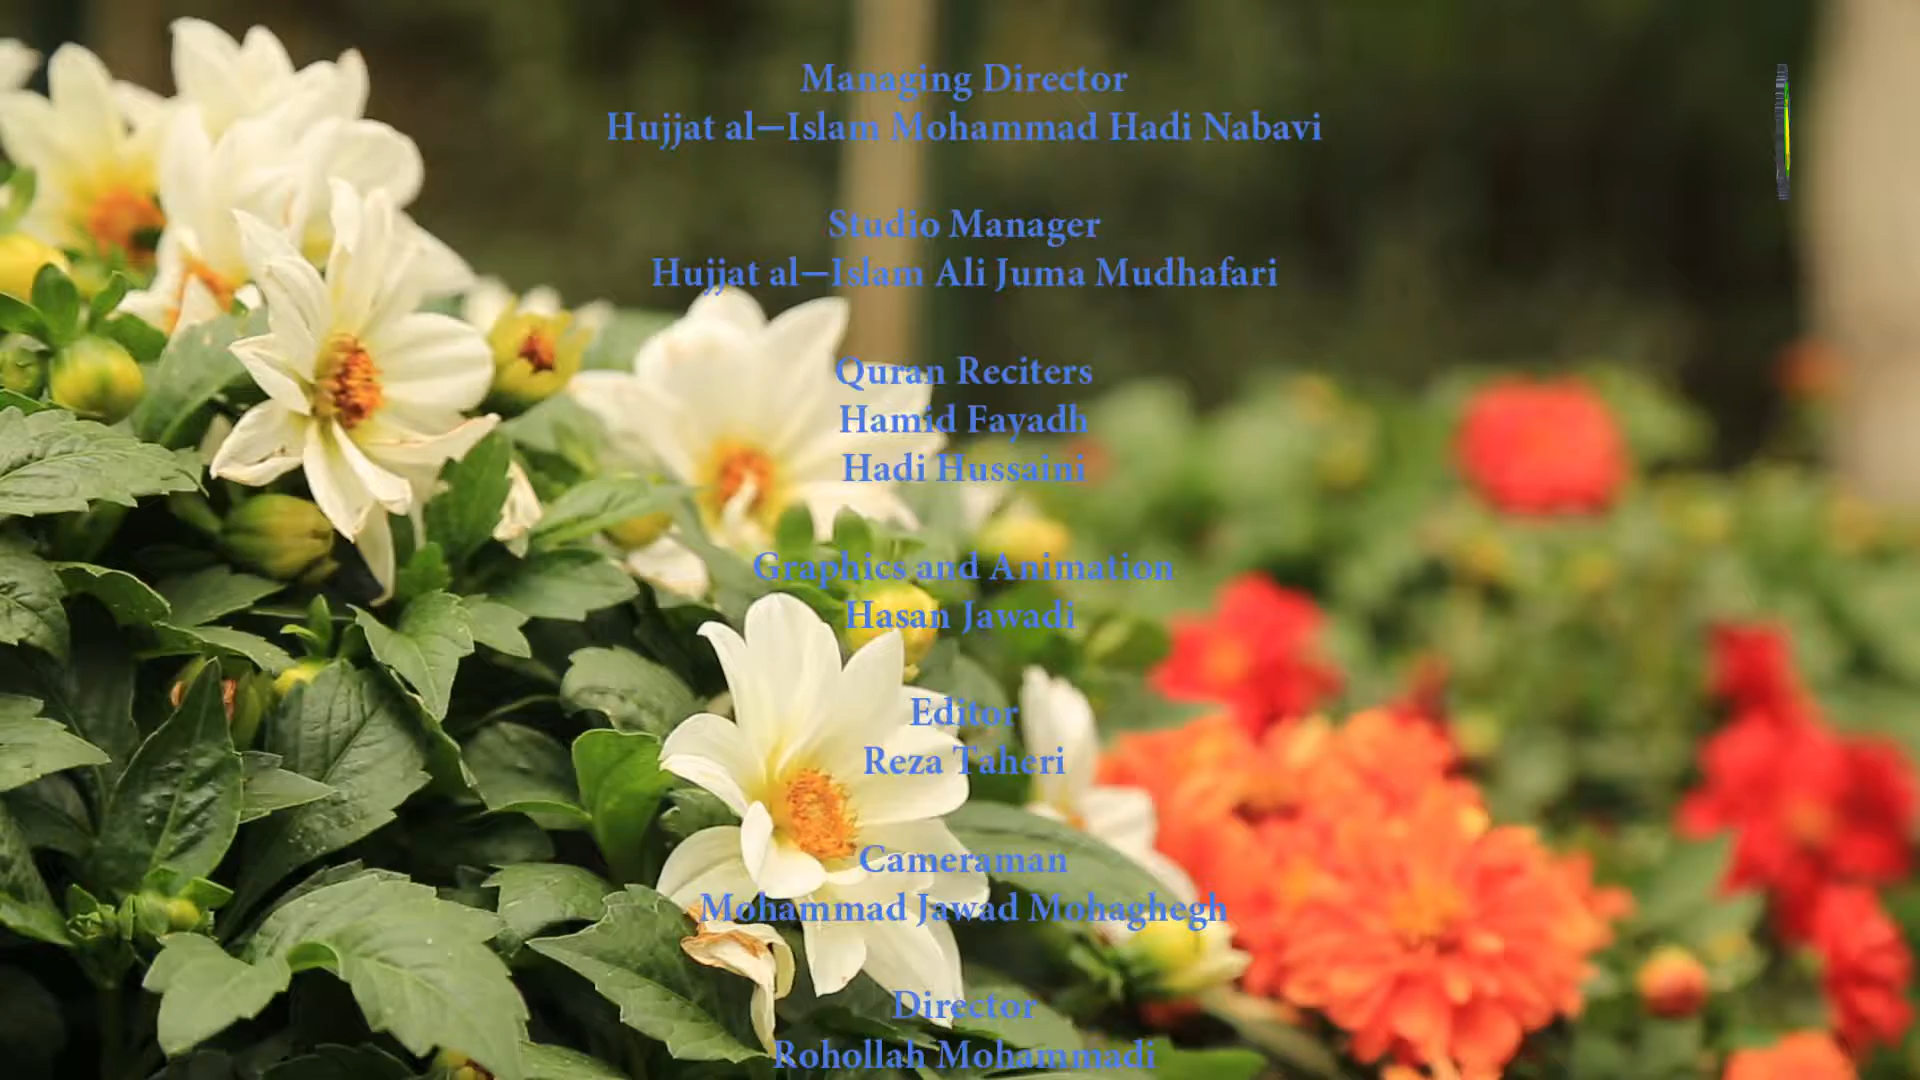 Managing Director
Hujjat al–Islam Mohammad Hadi Nabavi
Studio Manager
Hujjat al–Islam Ali Juma Mudhafari
Quran Reciters
Hamid Fayadh
Hadi Hussaini
Graphics and Animation
Hasan Jawadi
Editor
Reza Taheri
Cameraman
Mohammad Jawad Mohaghegh
Director
Rohollah Mohammadi